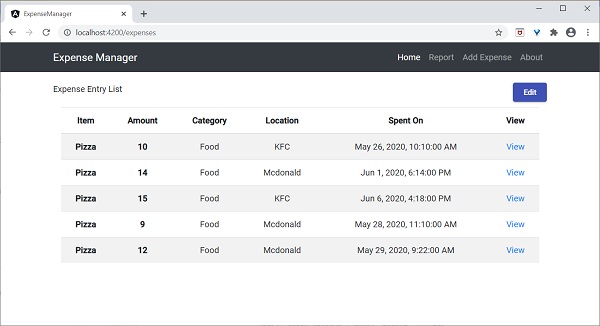 ExpenseManager
localhost:4200/expenses
Expense Manager Home Report Add Expense About
Expense Entry List Edit
Item Amount Category Location Spent On View
Pizza 10 Food KFC May 26, 2020, 10:10:00 AM View
Pizza 14 Food Mcdonald Jun 1, 2020, 6:14:00 PM View
Pizza 15 Food KFC Jun 6, 2020, 4:18:00 PM View
Pizza 9 Food Mcdonald May 28, 2020, 11:10:00 AM View
Pizza 12 Food Mcdonald May 29, 2020, 9:22:00 AM View